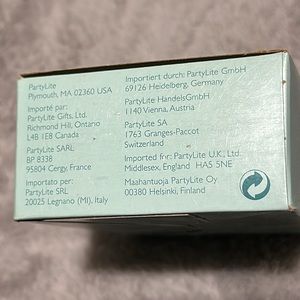 PartyLite
Plymouth, MA 02360 USA
Importé par:
PartyLite Gifts, Ltd.
Richmond Hill, Ontario
L4B 1E8 Canada
PartyLite SARL
BP 8338
95804 Cergy, France
Importato per:
PartyLite SRL
20025 Legnano (MI), Italy
Importiert durch: PartyLite GmbH
69126 Heidelberg, Germany
PartyLite HandelsGmbH
1140 Vienna, Austria
PartyLite SA
1763 Granges-Paccot
Switzerland
Imported for: PartyLite U.K., Ltd.
Middlesex, England HA5 5NE
Maahantuoja PartyLite Oy
00380 Helsinki, Finland